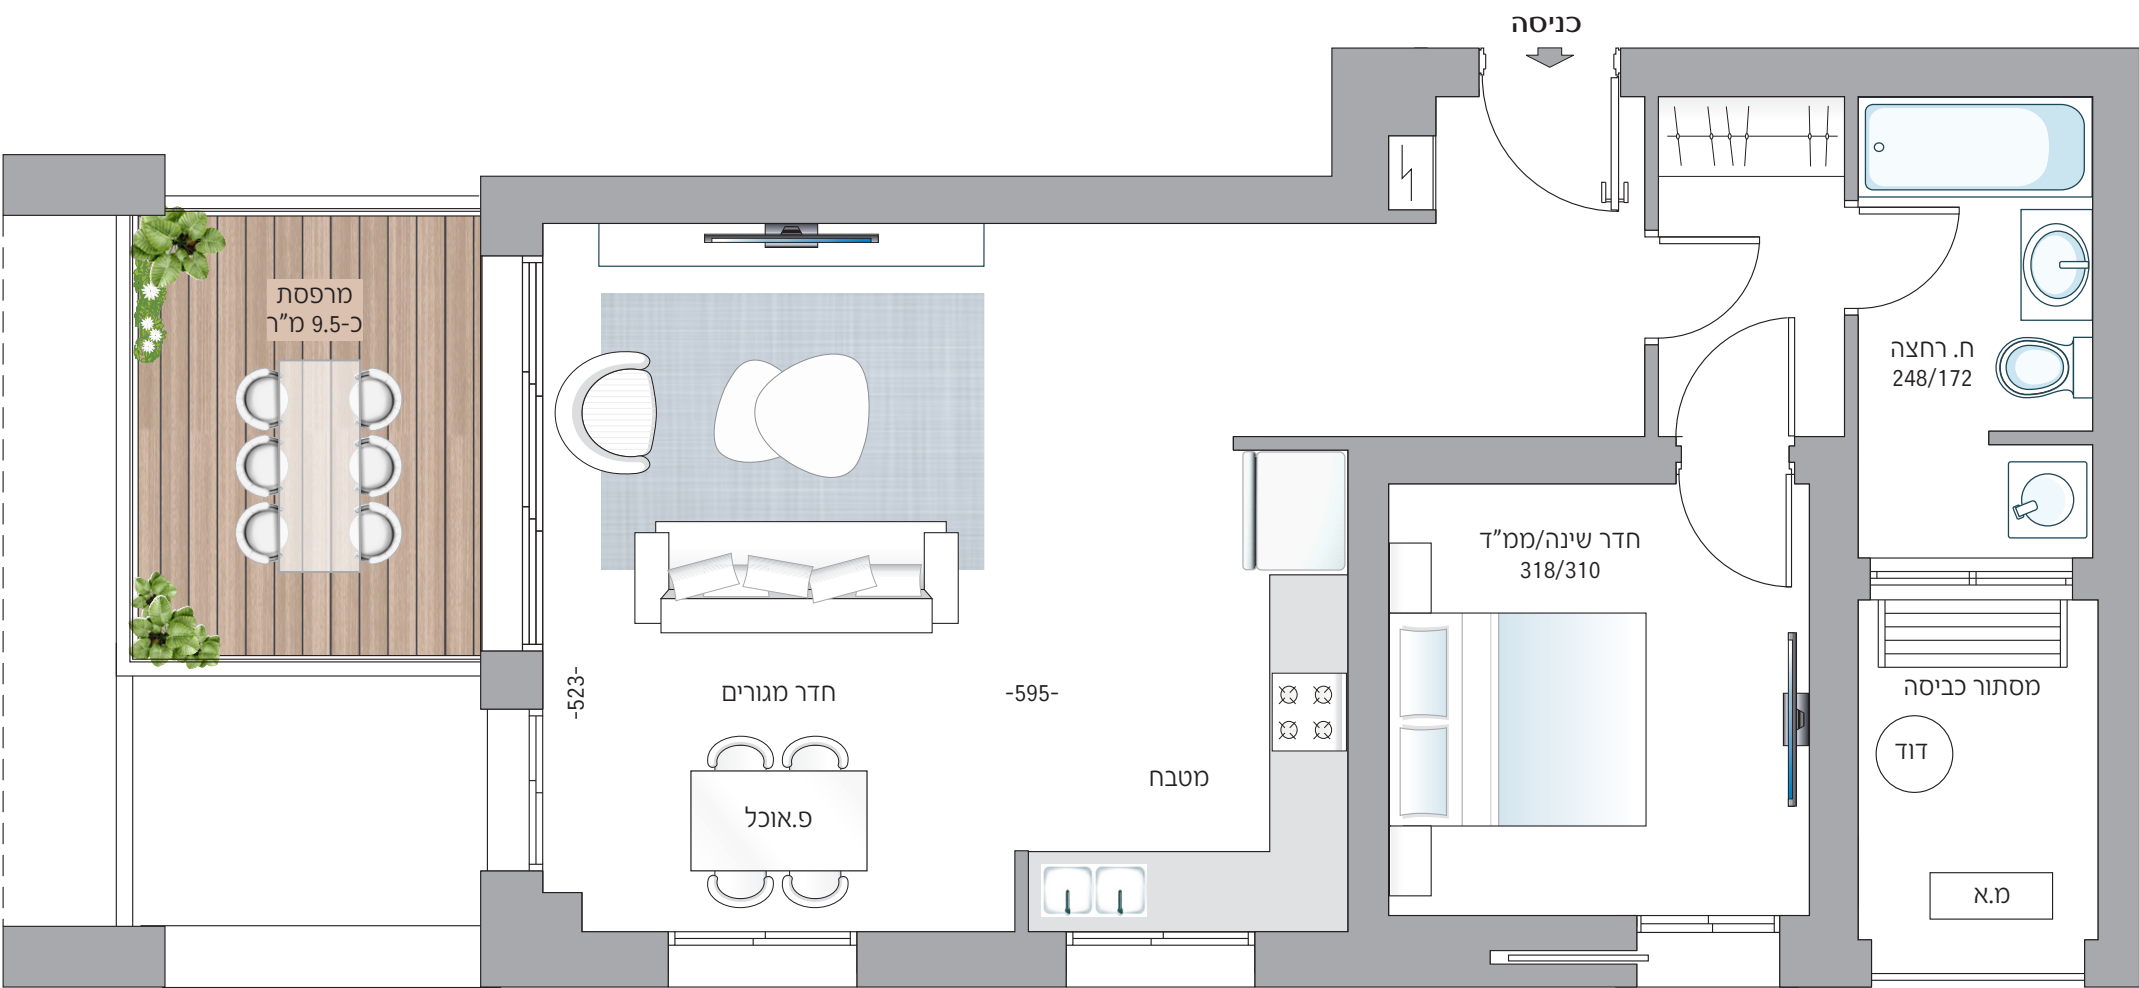 כניסה
מרפסת
כ-9.5 מ"ר
ח. רחצה
248/172
חדר שינה/ממ"ד
318/310
חדר מגורים
-595-
-523-
מסתור כביסה
דוד
מטבח
פ.אוכל
מ.א